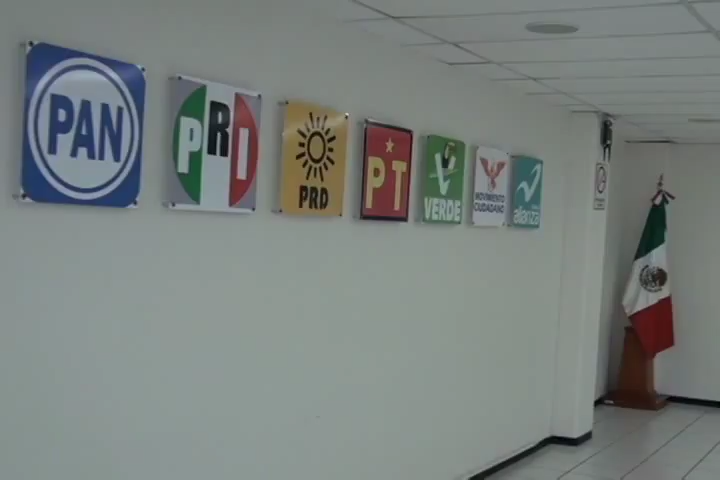 PAN
PRI
PRD
PT
VERDE
MOVIMIENTO
CIUDADANO
alianza